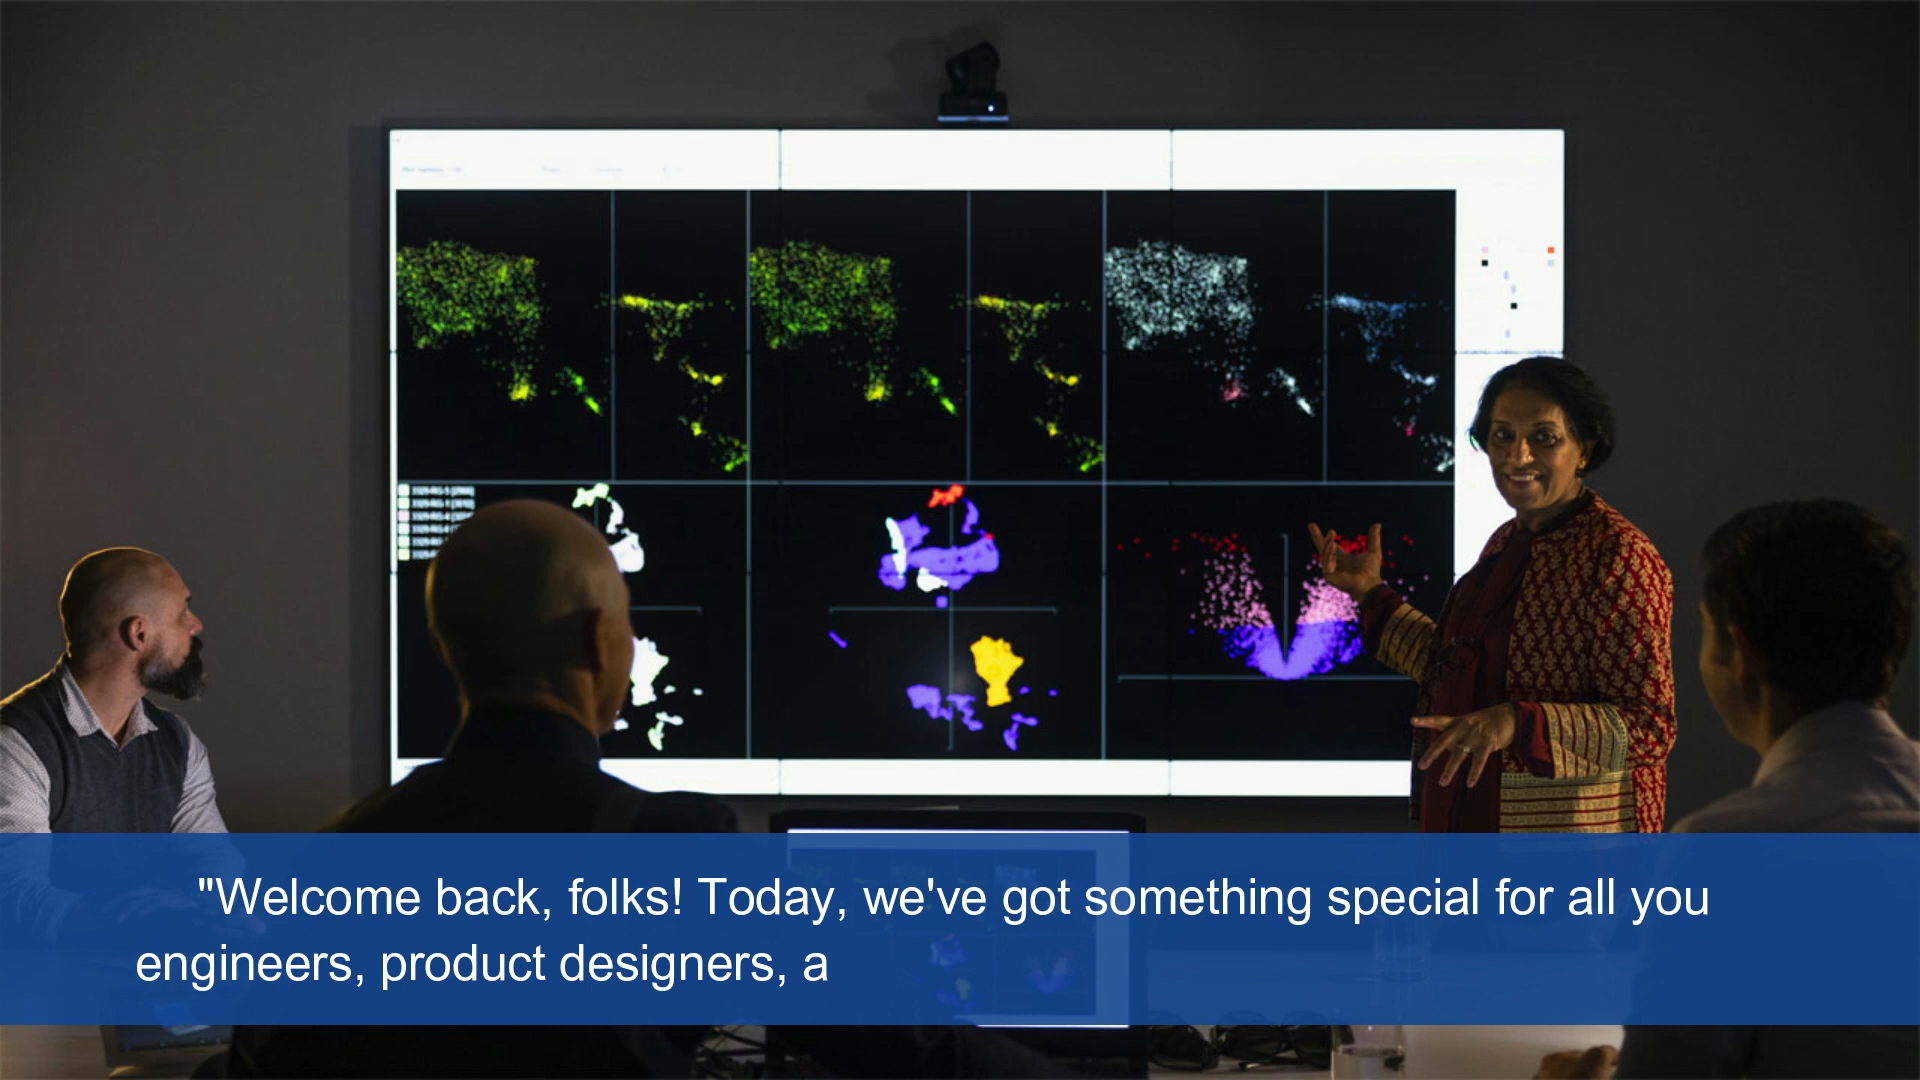 "Welcome back, folks! Today, we've got something special for all you
engineers, product designers, a